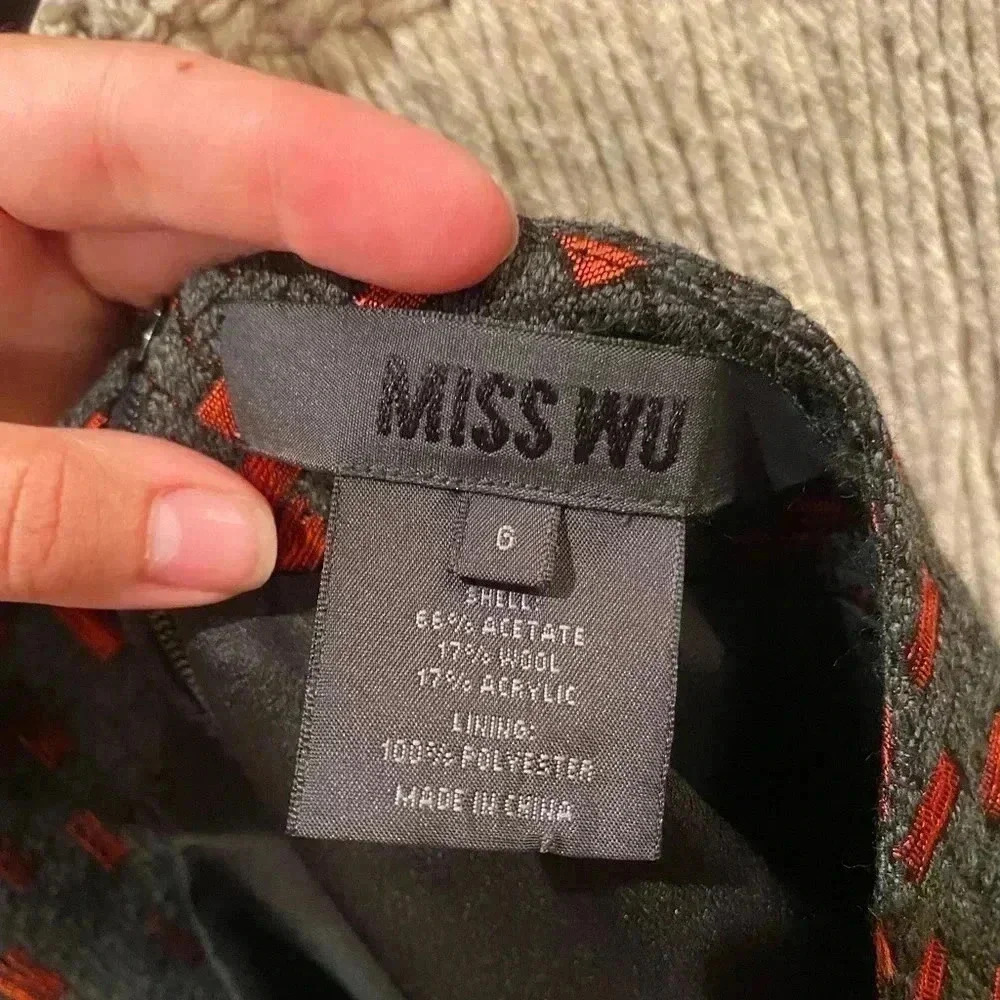 MISS WU
6
SHELL:
66% ACETATE
17% WOOL
17% ACRYLIC
LINING:
100% POLYESTER
MADE IN CHINA